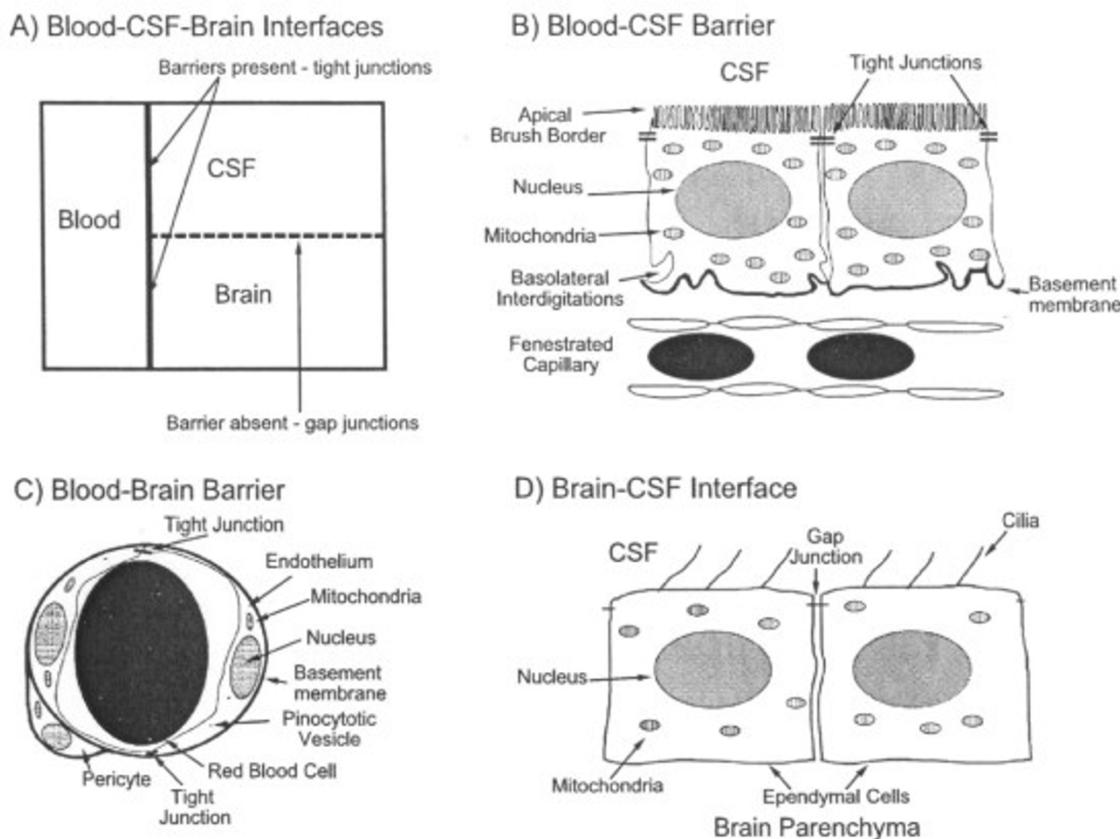 A) Blood-CSF-Brain Interfaces
Barriers present - tight junctions
CSF
Blood
Brain
Barrier absent - gap junctions
B) Blood-CSF Barrier
CSF
Tight Junctions
Apical
Brush Border
Nucleus
Mitochondria
Basolateral
Interdigitations
Basement
membrane
Fenestrated
Capillary
C) Blood-Brain Barrier
Tight Junction
Endothelium
Mitochondria
Nucleus
Basement
membrane
Pinocytotic
Vesicle
Red Blood Cell
Pericyte
Tight
Junction
D) Brain-CSF Interface
CSF
Gap
Junction
Cilia
Nucleus
Mitochondria
Ependymal Cells
Brain Parenchyma